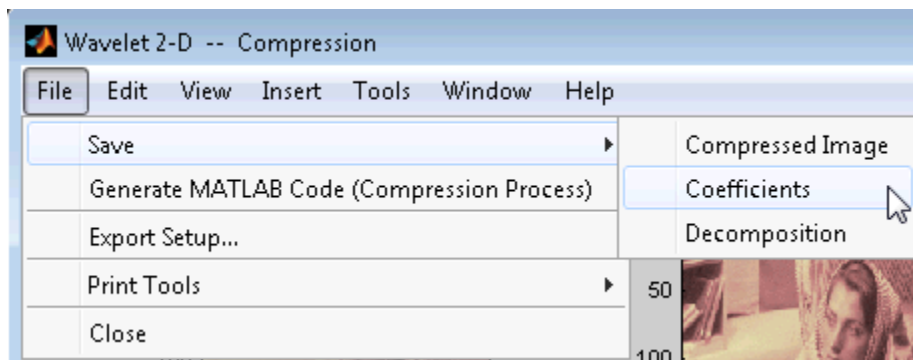 Wavelet 2-D -- Compression
File Edit View Insert Tools Window Help
Save
Compressed Image
Generate MATLAB Code (Compression Process)
Coefficients
Export Setup...
Decomposition
Print Tools
50
Close
100